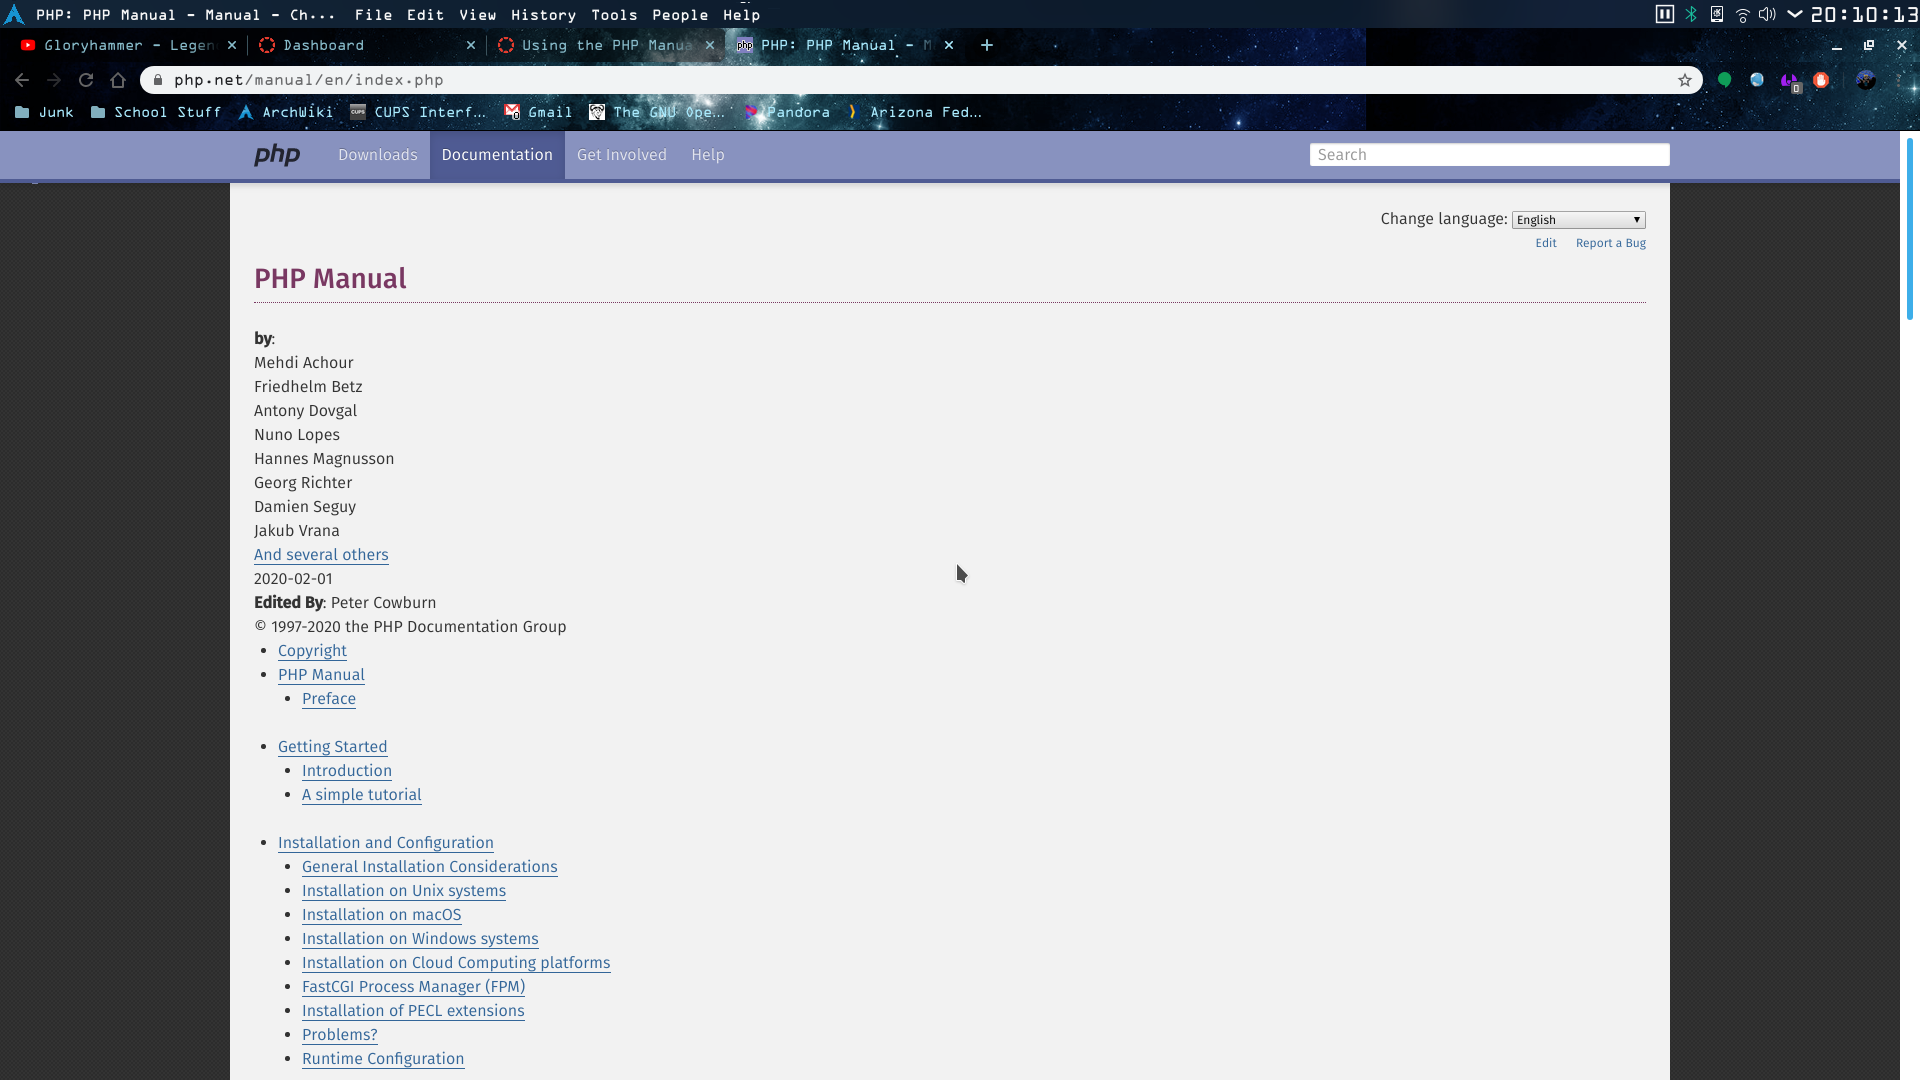 PHP: PHP Manual - Manual - Ch... File Edit View History Tools People Help 20:10:13
Gloryhammer - Legen Dashboard Using the PHP Manua PHP: PHP Manual - M
php.net/manual/en/index.php
Junk School Stuff ArchWiki CUPS Interf... Gmail The GNU Ope... Pandora Arizona Fed...
php Downloads Documentation Get Involved Help Search
Change language: English
Edit Report a Bug
PHP Manual
by:
Mehdi Achour
Friedhelm Betz
Antony Dovgal
Nuno Lopes
Hannes Magnusson
Georg Richter
Damien Seguy
Jakub Vrana
And several others
2020-02-01
Edited By: Peter Cowburn
© 1997-2020 the PHP Documentation Group
Copyright
PHP Manual
Preface
Getting Started
Introduction
A simple tutorial
Installation and Configuration
General Installation Considerations
Installation on Unix systems
Installation on macOS
Installation on Windows systems
Installation on Cloud Computing platforms
FastCGI Process Manager (FPM)
Installation of PECL extensions
Problems?
Runtime Configuration